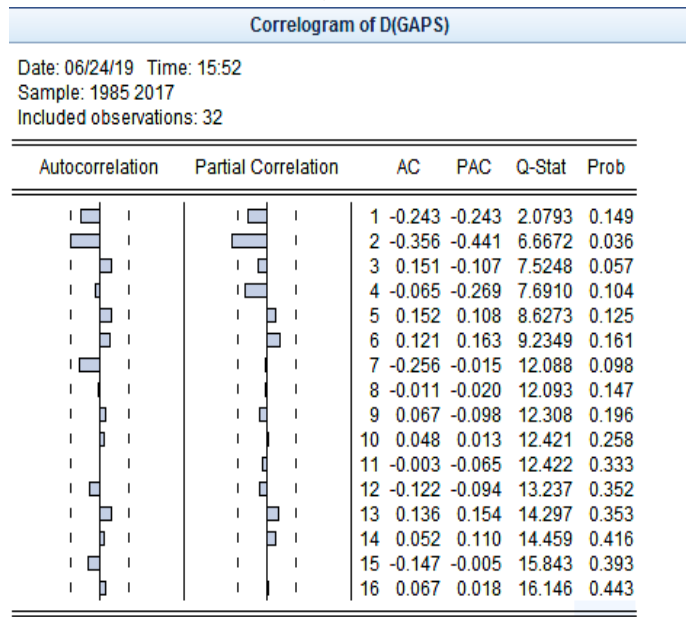 Correlogram of D(GAPS)
Date: 06/24/19 Time: 15:52
Sample: 1985 2017
Included observations: 32
Autocorrelation Partial Correlation AC PAC Q-Stat Prob
1 -0.243 -0.243 2.0793 0.149
2 -0.356 -0.441 6.6672 0.036
3 0.151 -0.107 7.5248 0.057
4 -0.065 -0.269 7.6910 0.104
5 0.152 0.108 8.6273 0.125
6 0.121 0.163 9.2349 0.161
7 -0.256 -0.015 12.088 0.098
8 -0.011 -0.020 12.093 0.147
9 0.067 -0.098 12.308 0.196
10 0.048 0.013 12.421 0.258
11 -0.003 -0.065 12.422 0.333
12 -0.122 -0.094 13.237 0.352
13 0.136 0.154 14.297 0.353
14 0.052 0.110 14.459 0.416
15 -0.147 -0.005 15.843 0.393
16 0.067 0.018 16.146 0.443